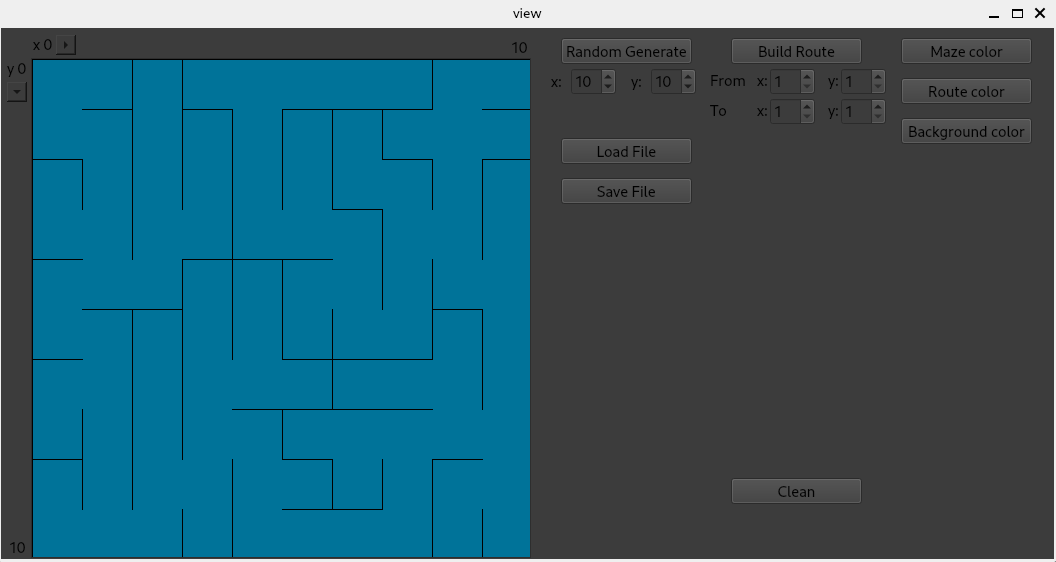 view
x 0
10
y 0
10
Random Generate
x: 10 y: 10
Load File
Save File
Build Route
From x: 1 y: 1
To x: 1 y: 1
Maze color
Route color
Background color
Clean